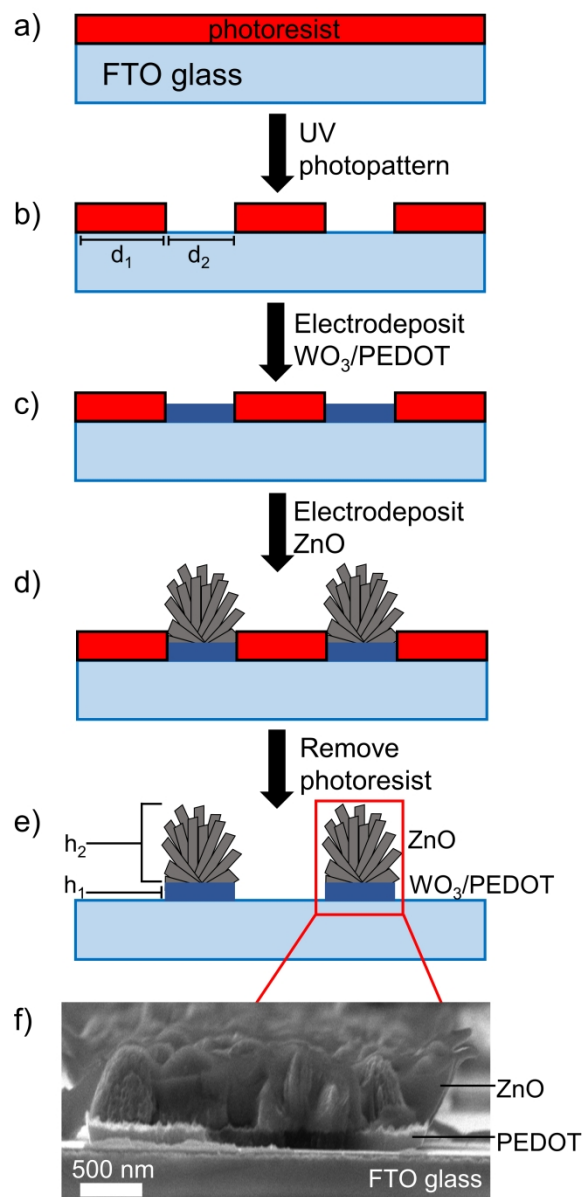 a)
photoresist
FTO glass
UV
photopattern
b)
d₁
d₂
Electrodeposit
WO₃/PEDOT
c)
Electrodeposit
ZnO
d)
Remove
photoresist
e)
h₂
ZnO
h₁
WO₃/PEDOT
f)
ZnO
PEDOT
500 nm
FTO glass